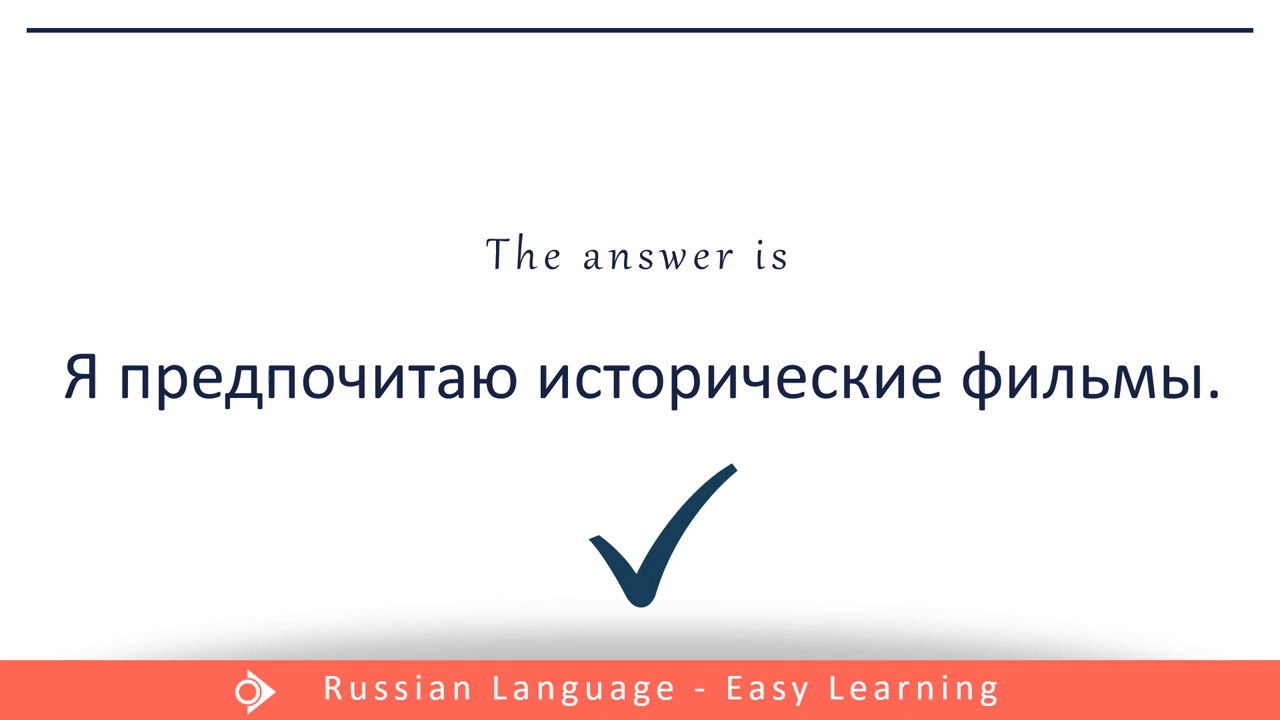 The answer is
Я предпочитаю исторические фильмы.
Russian Language - Easy Learning